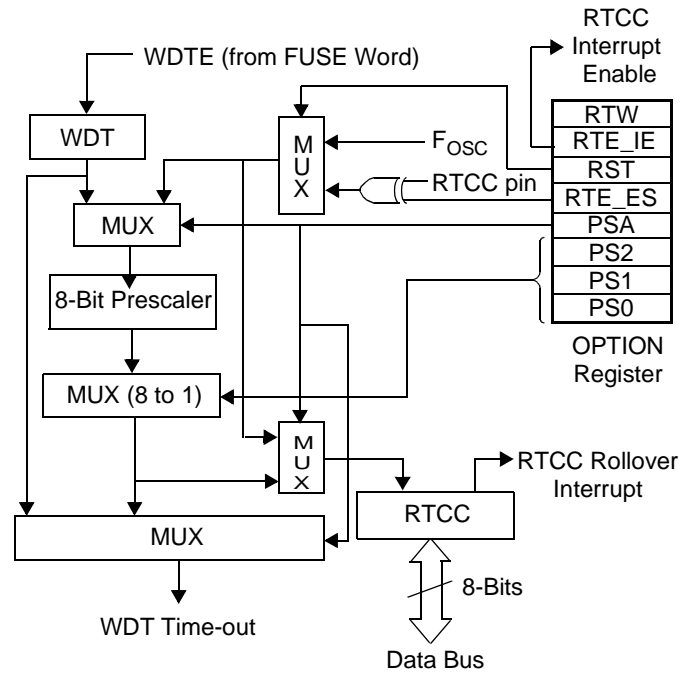 RTCC
Interrupt
Enable
WDTE (from FUSE Word)
WDT
MUX
FOSC
RTCC pin
RTW
RTE_IE
RST
RTE_ES
PSA
PS2
PS1
PS0
OPTION
Register
MUX
8-Bit Prescaler
MUX (8 to 1)
MUX
RTCC Rollover
Interrupt
RTCC
MUX
8-Bits
WDT Time-out
Data Bus